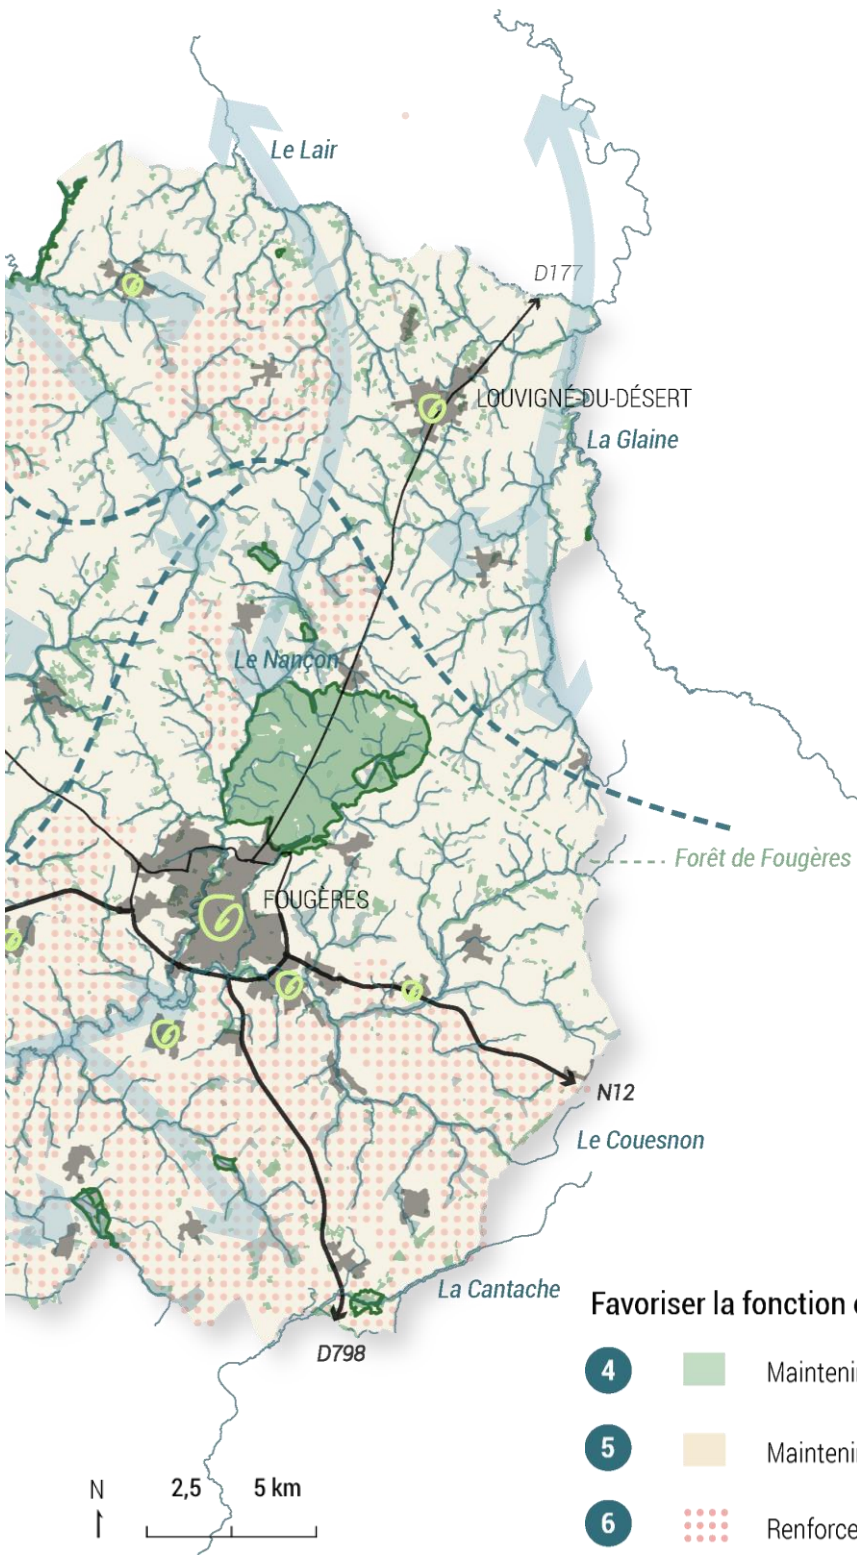 Le Lair
D177
LOUVIGNÉ-DU-DÉSERT
La Glaine
Le Nançon
Forêt de Fougères
FOUGÈRES
N12
Le Couesnon
La Cantache
Favoriser la fonction
D798
4 Maintenir
5 Maintenir
6 Renforce
N 2,5 5 km